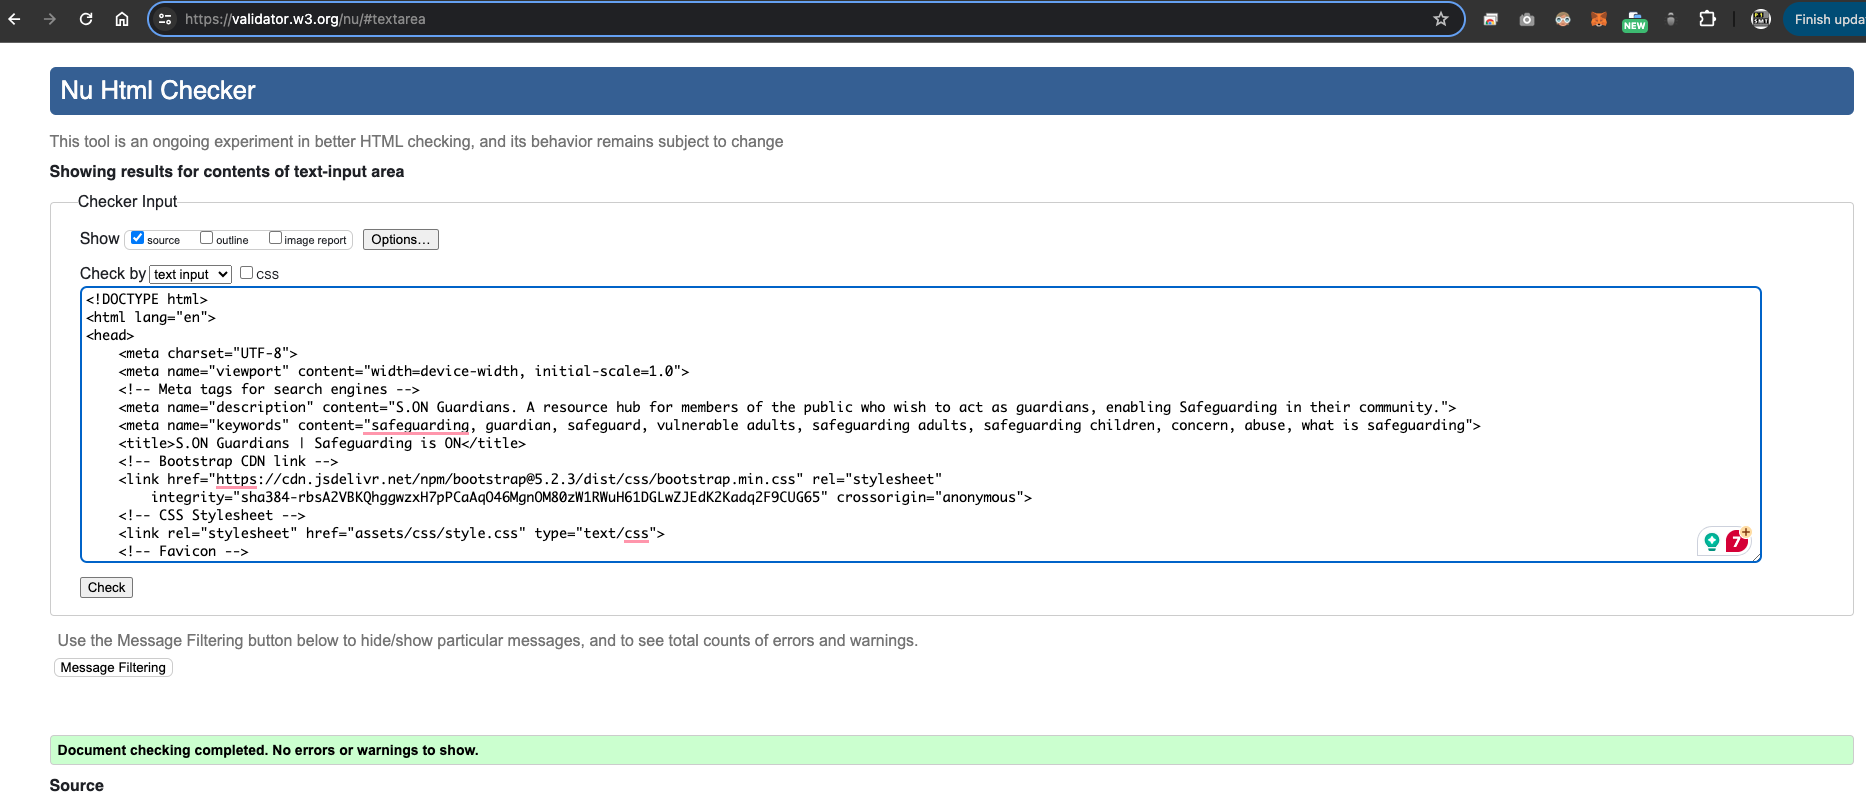 https://validator.w3.org/nu/#textarea
NEW
Finish upda
Nu Html Checker
This tool is an ongoing experiment in better HTML checking, and its behavior remains subject to change
Showing results for contents of text-input area
Checker Input
Show source outline image report Options...
Check by text input css
<!DOCTYPE html>
<html lang="en">
<head>
    <meta charset="UTF-8">
    <meta name="viewport" content="width=device-width, initial-scale=1.0">
    <!-- Meta tags for search engines -->
    <meta name="description" content="S.ON Guardians. A resource hub for members of the public who wish to act as guardians, enabling Safeguarding in their community.">
    <meta name="keywords" content="safeguarding, guardian, safeguard, vulnerable adults, safeguarding adults, safeguarding children, concern, abuse, what is safeguarding">
    <title>S.ON Guardians | Safeguarding is ON</title>
    <!-- Bootstrap CDN link -->
    <link href="https://cdn.jsdelivr.net/npm/bootstrap@5.2.3/dist/css/bootstrap.min.css" rel="stylesheet"
        integrity="sha384-rbsA2VBKQhggwzxH7pPCaAqO46MgnOM80zW1RWuH61DGLwZJEdK2Kadq2F9CUG65" crossorigin="anonymous">
    <!-- CSS Stylesheet -->
    <link rel="stylesheet" href="assets/css/style.css" type="text/css">
    <!-- Favicon -->
7
Check
Use the Message Filtering button below to hide/show particular messages, and to see total counts of errors and warnings.
Message Filtering
Document checking completed. No errors or warnings to show.
Source